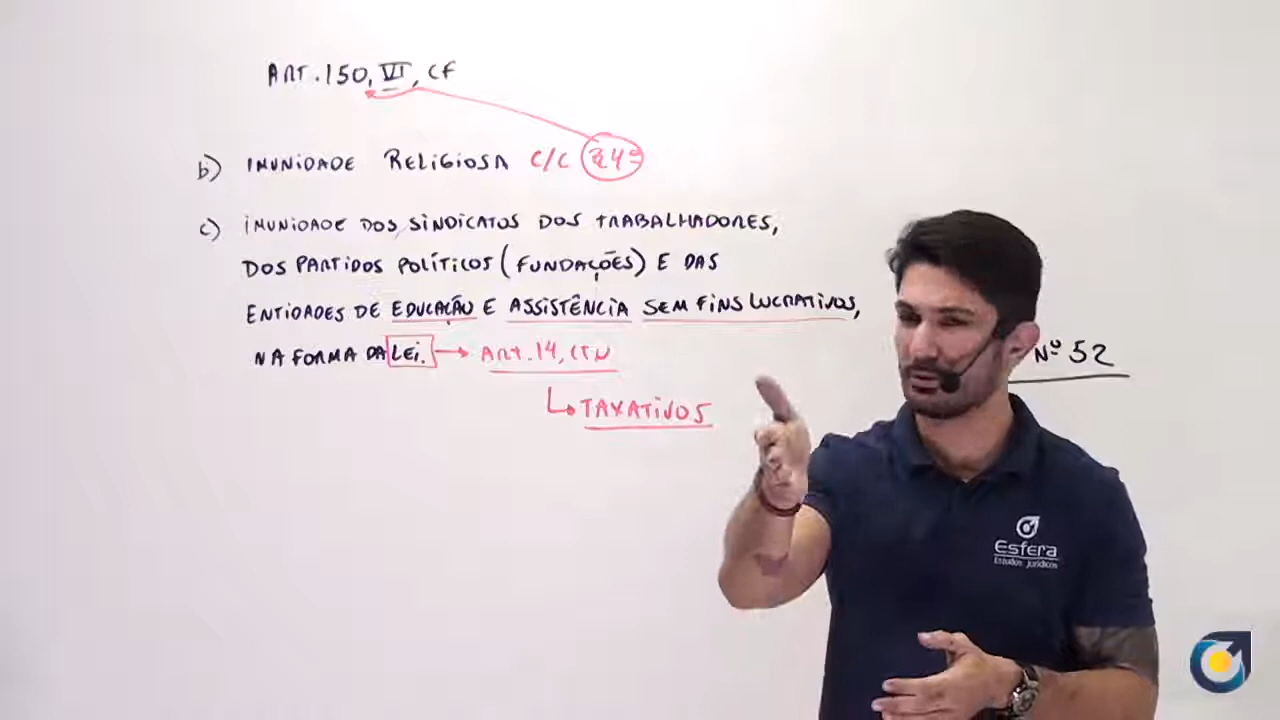 ART. 150, VI, CF
b) IMUNIDADE RELIGIOSA C/C § 4º
c) IMUNIDADE DOS SINDICATOS DOS TRABALHADORES,
DOS PARTIDOS POLÍTICOS (FUNDAÇÕES) E DAS
ENTIDADES DE EDUCAÇÃO E ASSISTÊNCIA SEM FINS LUCRATIVOS,
NA FORMA DA LEI. → ART. 14, CTN
↳ TAXATIVOS
Nº 52
Esfera
Estudos Jurídicos